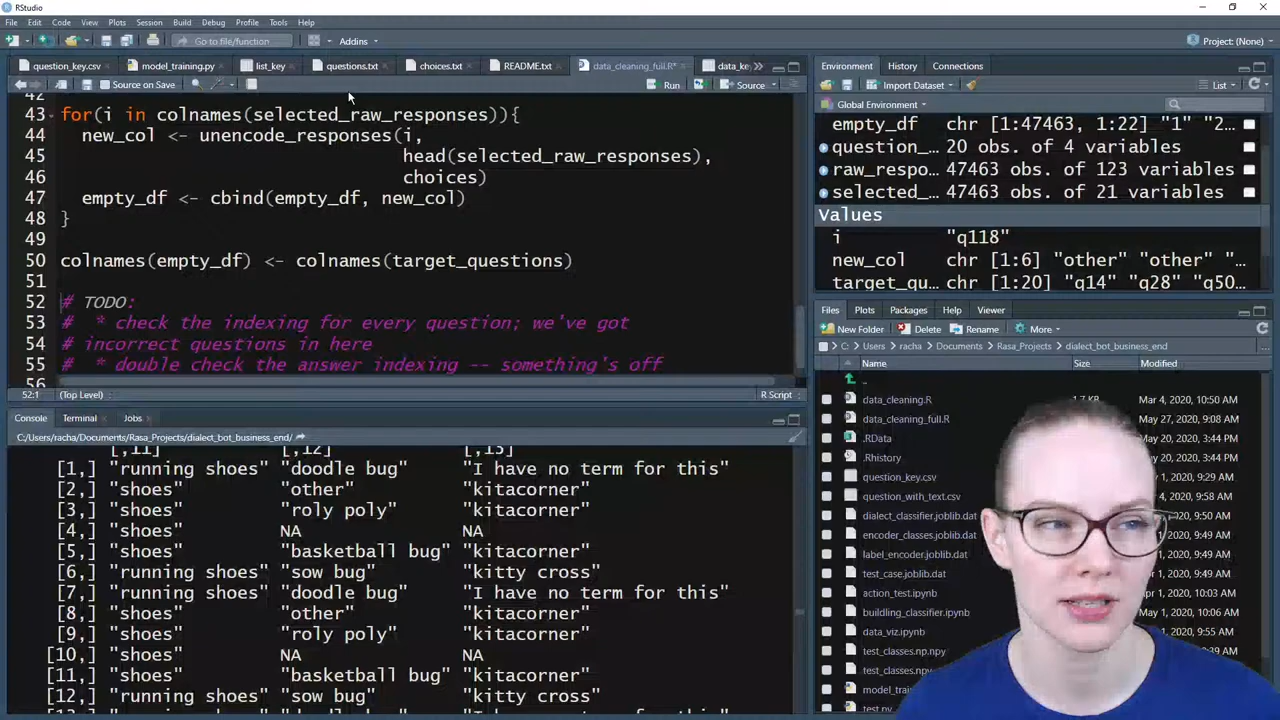 RStudio
File Edit Code View Plots Session Build Debug Profile Tools Help
Go to file/function Addins Project: (None)
question_key.csv model_training.py list_key questions.txt choices.txt README.txt data_cleaning_full.R* data_ke
Source on Save Run Source
42
43 for(i in colnames(selected_raw_responses)){
44 new_col <- unencode_responses(i,
45 head(selected_raw_responses),
46 choices)
47 empty_df <- cbind(empty_df, new_col)
48 }
49
50 colnames(empty_df) <- colnames(target_questions)
51
52 # TODO:
53 # * check the indexing for every question; we've got
54 # incorrect questions in here
55 # * double check the answer indexing -- something's off
56
52:1 (Top Level) R Script
Console Terminal Jobs
C:/Users/racha/Documents/Rasa_Projects/dialect_bot_business_end/
[,11] [,12] [,13]
[1,] "running shoes" "doodle bug" "I have no term for this"
[2,] "shoes" "other" "kitacorner"
[3,] "shoes" "roly poly" "kitacorner"
[4,] "shoes" NA NA
[5,] "shoes" "basketball bug" "kitacorner"
[6,] "running shoes" "sow bug" "kitty cross"
[7,] "running shoes" "doodle bug" "I have no term for this"
[8,] "shoes" "other" "kitacorner"
[9,] "shoes" "roly poly" "kitacorner"
[10,] "shoes" NA NA
[11,] "shoes" "basketball bug" "kitacorner"
[12,] "running shoes" "sow bug" "kitty cross"
Environment History Connections
Import Dataset List
Global Environment
empty_df chr [1:47463, 1:22] "1" "2...
question_... 20 obs. of 4 variables
raw_respo... 47463 obs. of 123 variables
selected_... 47463 obs. of 21 variables
Values
i "q118"
new_col chr [1:6] "other" "other" "...
target_qu... chr [1:20] "q14" "q28" "q50...
Files Plots Packages Help Viewer
New Folder Delete Rename More
C: Users racha Documents Rasa_Projects dialect_bot_business_end
Name Size Modified
..
data_cleaning.R 1.7 KB Mar 4, 2020, 10:50 AM
data_cleaning_full.R May 27, 2020, 9:08 AM
.RData May 20, 2020, 3:44 PM
.Rhistory May 20, 2020, 3:44 PM
question_key.csv 1, 2020, 9:29 AM
question_with_text.csv 4, 2020, 9:58 AM
dialect_classifier.joblib.dat 2020, 9:50 AM
encoder_classes.joblib.dat 2020, 9:49 AM
label_encoder.joblib.dat 2020, 9:49 AM
test_case.joblib.dat 2020, 9:49 AM
action_test.ipynb 1, 2020, 10:03 AM
buildling_classifier.ipynb 1, 2020, 10:06 AM
data_viz.ipynb 2020, 9:55 AM
test_classes.np.npy 2020, 9:39 AM
test_classes.npy 2020, 9:39 AM
model_train